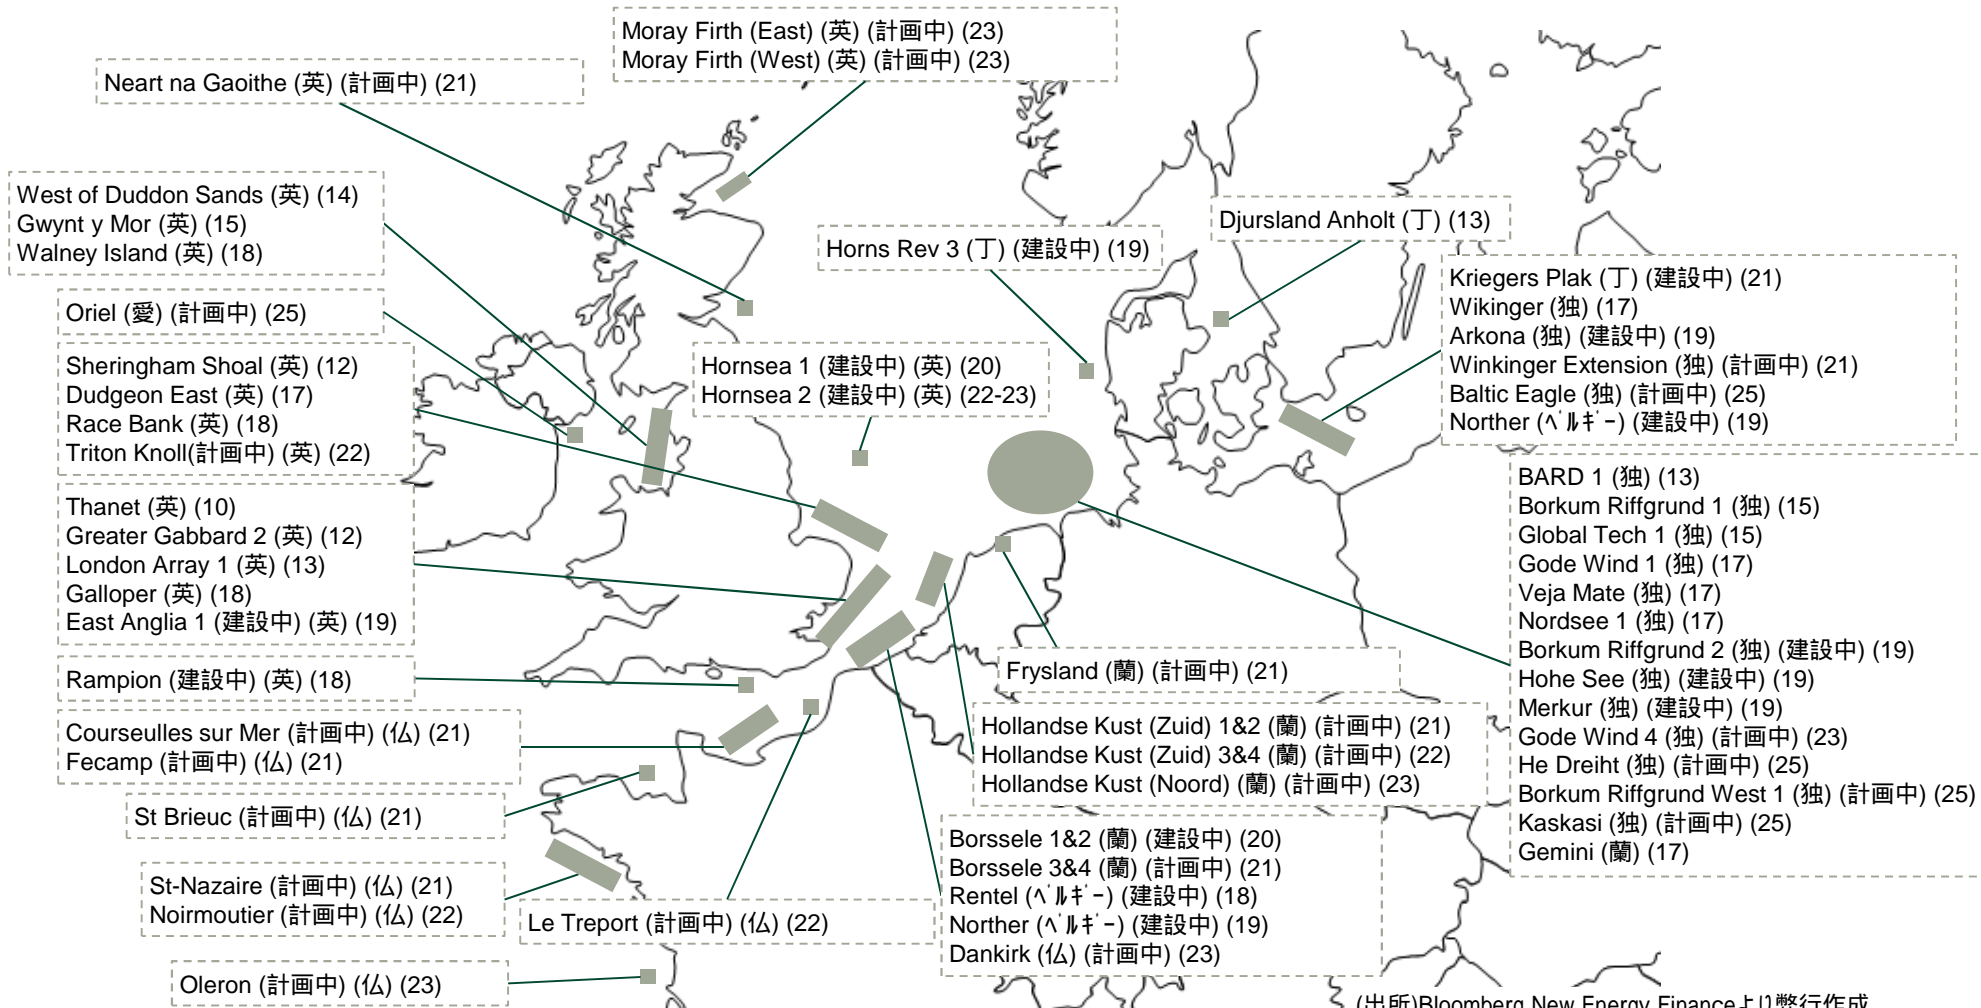 Moray Firth (East) (英) (計画中) (23)
Moray Firth (West) (英) (計画中) (23)
Neart na Gaoithe (英) (計画中) (21)
West of Duddon Sands (英) (14)
Gwynt y Mor (英) (15)
Walney Island (英) (18)
Djursland Anholt (丁) (13)
Horns Rev 3 (丁) (建設中) (19)
Kriegers Plak (丁) (建設中) (21)
Wikinger (独) (17)
Arkona (独) (建設中) (19)
Winkinger Extension (独) (計画中) (21)
Baltic Eagle (独) (計画中) (25)
Norther (ﾍﾞﾙｷﾞｰ) (建設中) (19)
Oriel (愛) (計画中) (25)
Sheringham Shoal (英) (12)
Dudgeon East (英) (17)
Race Bank (英) (18)
Triton Knoll(計画中) (英) (22)
Hornsea 1 (建設中) (英) (20)
Hornsea 2 (建設中) (英) (22-23)
Thanet (英) (10)
Greater Gabbard 2 (英) (12)
London Array 1 (英) (13)
Galloper (英) (18)
East Anglia 1 (建設中) (英) (19)
BARD 1 (独) (13)
Borkum Riffgrund 1 (独) (15)
Global Tech 1 (独) (15)
Gode Wind 1 (独) (17)
Veja Mate (独) (17)
Nordsee 1 (独) (17)
Borkum Riffgrund 2 (独) (建設中) (19)
Hohe See (独) (建設中) (19)
Merkur (独) (建設中) (19)
Gode Wind 4 (独) (計画中) (23)
He Dreiht (独) (計画中) (25)
Borkum Riffgrund West 1 (独) (計画中) (25)
Kaskasi (独) (計画中) (25)
Gemini (蘭) (17)
Rampion (建設中) (英) (18)
Frysland (蘭) (計画中) (21)
Courseulles sur Mer (計画中) (仏) (21)
Fecamp (計画中) (仏) (21)
Hollandse Kust (Zuid) 1&2 (蘭) (計画中) (21)
Hollandse Kust (Zuid) 3&4 (蘭) (計画中) (22)
Hollandse Kust (Noord) (蘭) (計画中) (23)
St Brieuc (計画中) (仏) (21)
Borssele 1&2 (蘭) (建設中) (20)
Borssele 3&4 (蘭) (計画中) (21)
Rentel (ﾍﾞﾙｷﾞｰ) (建設中) (18)
Norther (ﾍﾞﾙｷﾞｰ) (建設中) (19)
Dankirk (仏) (計画中) (23)
St-Nazaire (計画中) (仏) (21)
Noirmoutier (計画中) (仏) (22)
Le Treport (計画中) (仏) (22)
Oleron (計画中) (仏) (23)
(出所)Bloomberg New Energy Financeより弊行作成